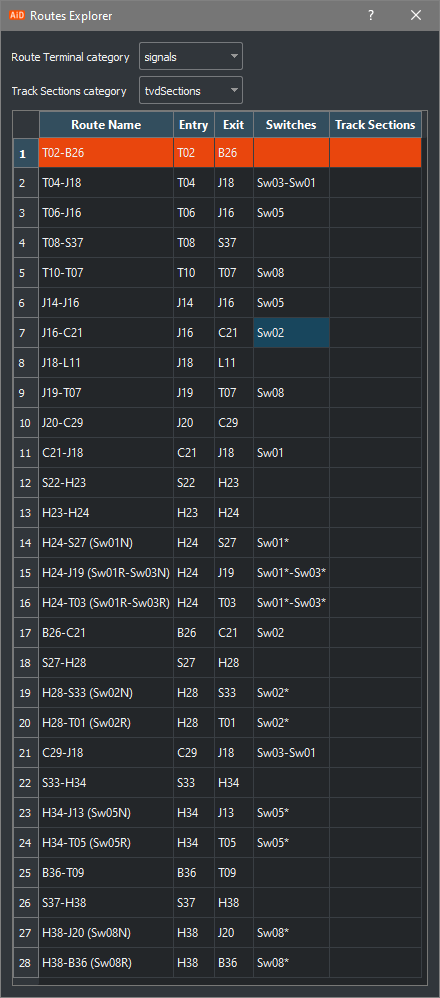 AID Routes Explorer ? ✕
Route Terminal category signals
Track Sections category tvdSections
Route Name Entry Exit Switches Track Sections
1 T02-B26 T02 B26
2 T04-J18 T04 J18 Sw03-Sw01
3 T06-J16 T06 J16 Sw05
4 T08-S37 T08 S37
5 T10-T07 T10 T07 Sw08
6 J14-J16 J14 J16 Sw05
7 J16-C21 J16 C21 Sw02
8 J18-L11 J18 L11
9 J19-T07 J19 T07 Sw08
10 J20-C29 J20 C29
11 C21-J18 C21 J18 Sw01
12 S22-H23 S22 H23
13 H23-H24 H23 H24
14 H24-S27 (Sw01N) H24 S27 Sw01*
15 H24-J19 (Sw01R-Sw03N) H24 J19 Sw01*-Sw03*
16 H24-T03 (Sw01R-Sw03R) H24 T03 Sw01*-Sw03*
17 B26-C21 B26 C21 Sw02
18 S27-H28 S27 H28
19 H28-S33 (Sw02N) H28 S33 Sw02*
20 H28-T01 (Sw02R) H28 T01 Sw02*
21 C29-J18 C29 J18 Sw03-Sw01
22 S33-H34 S33 H34
23 H34-J13 (Sw05N) H34 J13 Sw05*
24 H34-T05 (Sw05R) H34 T05 Sw05*
25 B36-T09 B36 T09
26 S37-H38 S37 H38
27 H38-J20 (Sw08N) H38 J20 Sw08*
28 H38-B36 (Sw08R) H38 B36 Sw08*